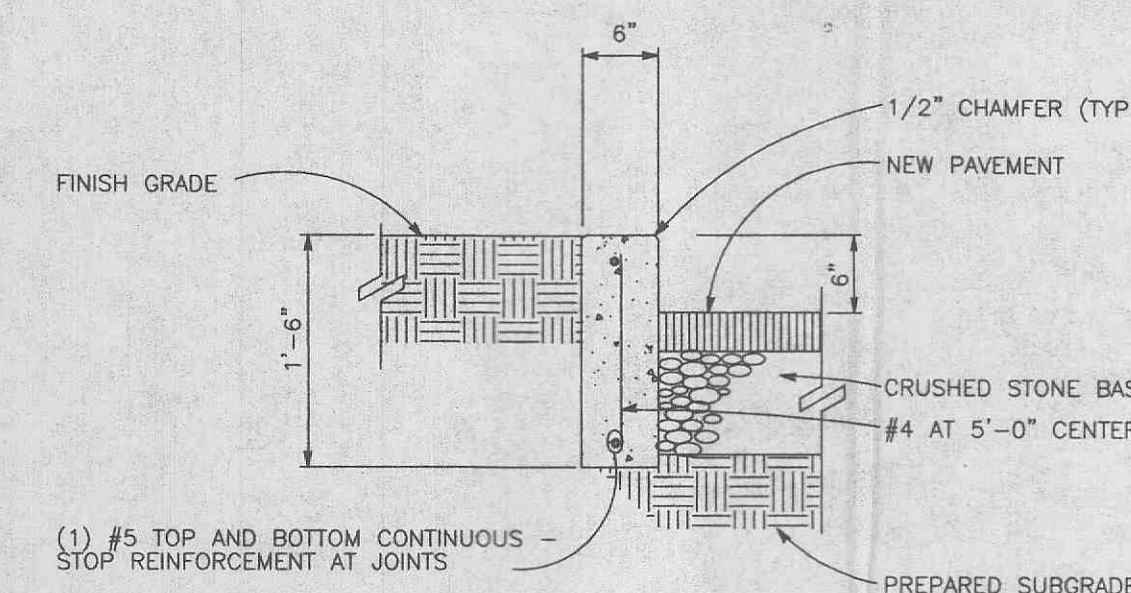 6"
1/2" CHAMFER (TYP
NEW PAVEMENT
FINISH GRADE
6"
1'-6"
CRUSHED STONE BAS
#4 AT 5'-0" CENTER
(1) #5 TOP AND BOTTOM CONTINUOUS -
STOP REINFORCEMENT AT JOINTS
PREPARED SUBGRADE